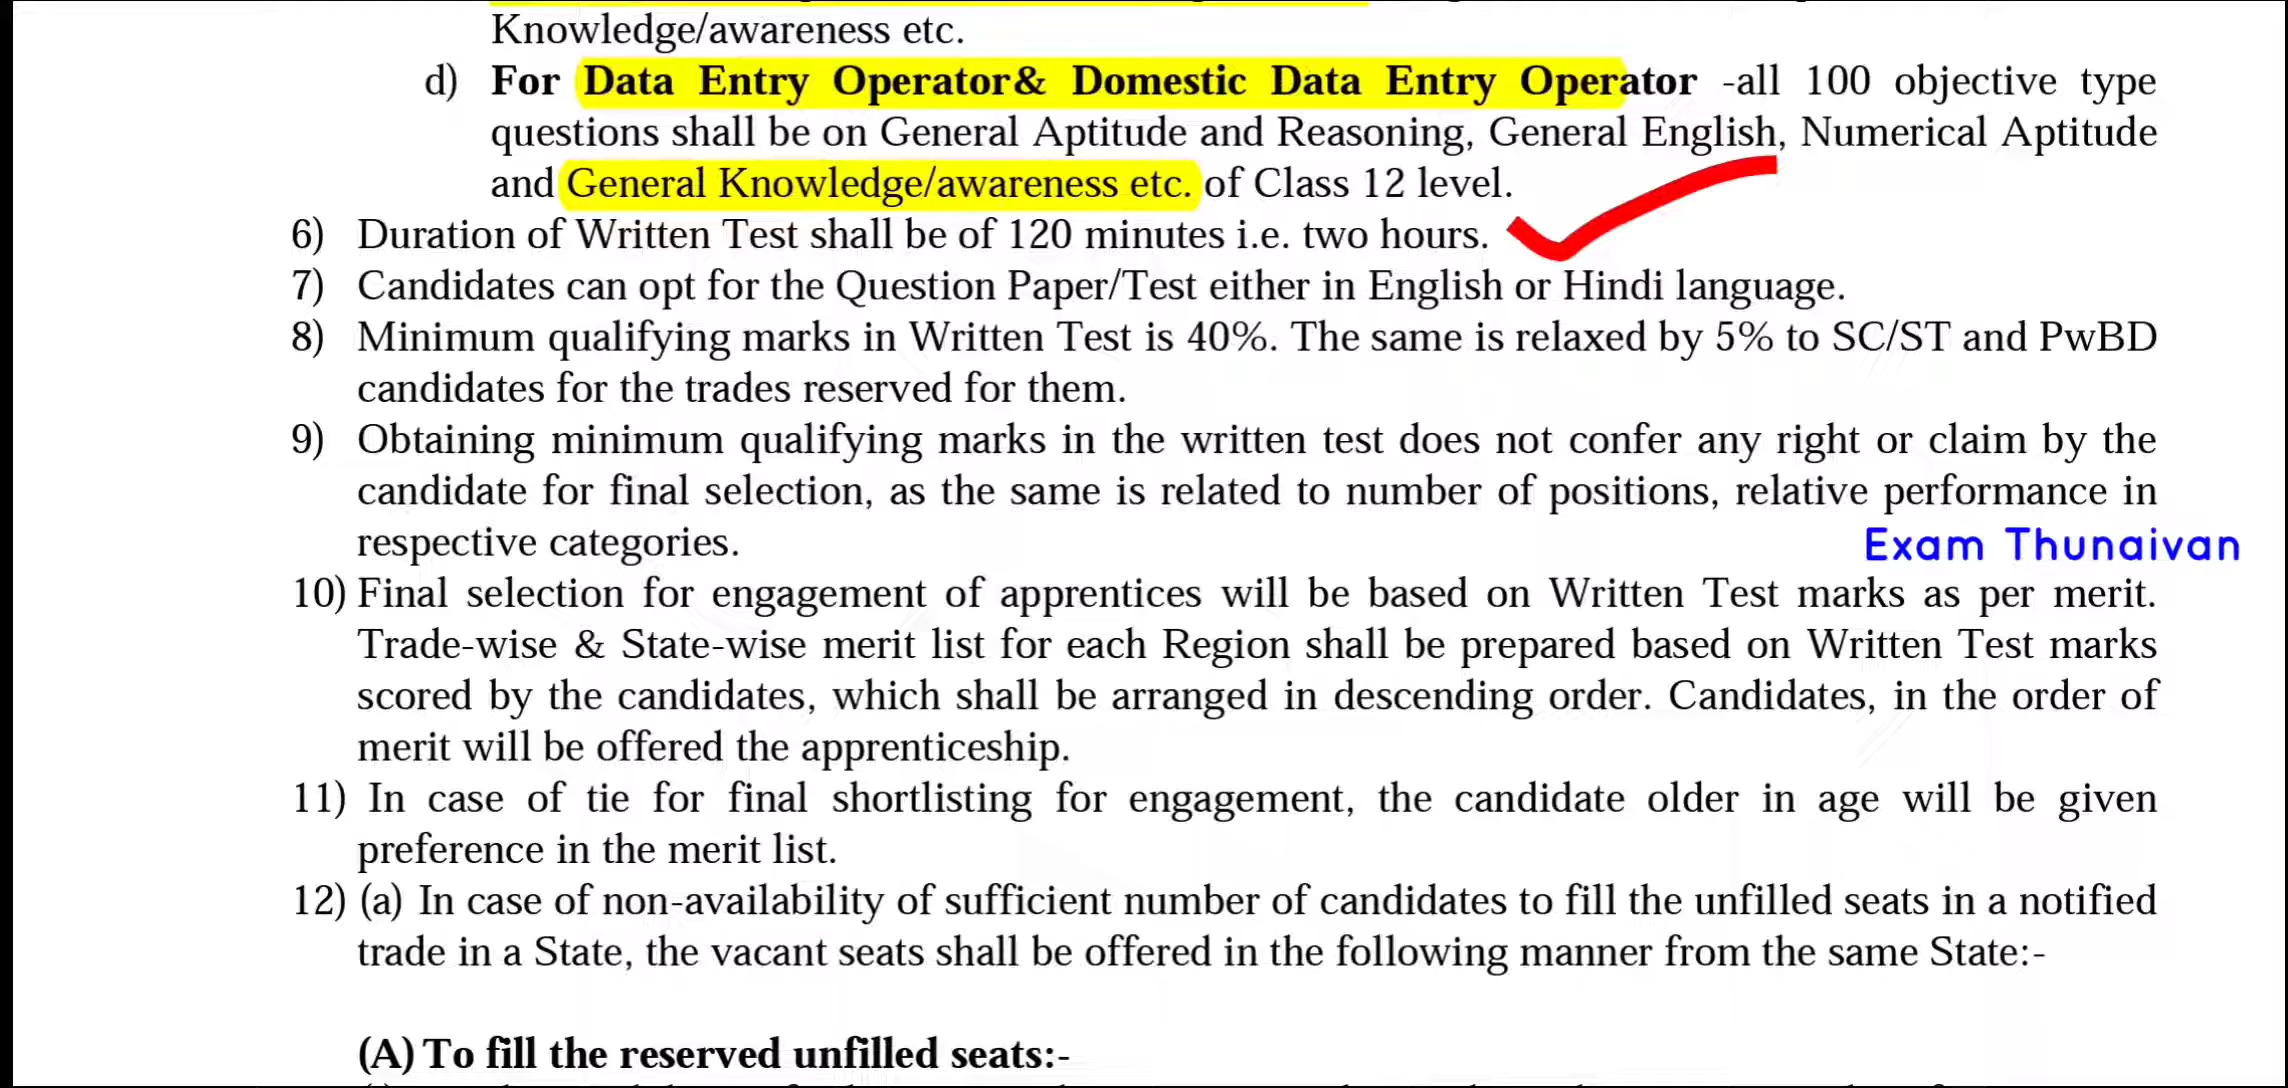 Knowledge/awareness etc.
d) For Data Entry Operator& Domestic Data Entry Operator -all 100 objective type
questions shall be on General Aptitude and Reasoning, General English, Numerical Aptitude
and General Knowledge/awareness etc. of Class 12 level.
6) Duration of Written Test shall be of 120 minutes i.e. two hours.
7) Candidates can opt for the Question Paper/Test either in English or Hindi language.
8) Minimum qualifying marks in Written Test is 40%. The same is relaxed by 5% to SC/ST and PwBD
candidates for the trades reserved for them.
9) Obtaining minimum qualifying marks in the written test does not confer any right or claim by the
candidate for final selection, as the same is related to number of positions, relative performance in
respective categories.
Exam Thunaivan
10) Final selection for engagement of apprentices will be based on Written Test marks as per merit.
Trade-wise & State-wise merit list for each Region shall be prepared based on Written Test marks
scored by the candidates, which shall be arranged in descending order. Candidates, in the order of
merit will be offered the apprenticeship.
11) In case of tie for final shortlisting for engagement, the candidate older in age will be given
preference in the merit list.
12) (a) In case of non-availability of sufficient number of candidates to fill the unfilled seats in a notified
trade in a State, the vacant seats shall be offered in the following manner from the same State:-
(A) To fill the reserved unfilled seats:-